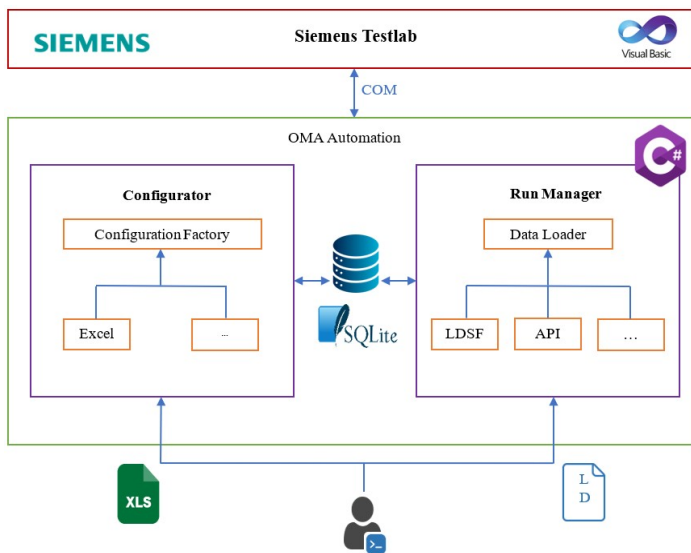 SIEMENS
Siemens Testlab
Visual Basic
COM
OMA Automation
C#
Configurator
Run Manager
Configuration Factory
Data Loader
Excel
...
SQLite
LDSF
API
...
XLS
L
D
>_